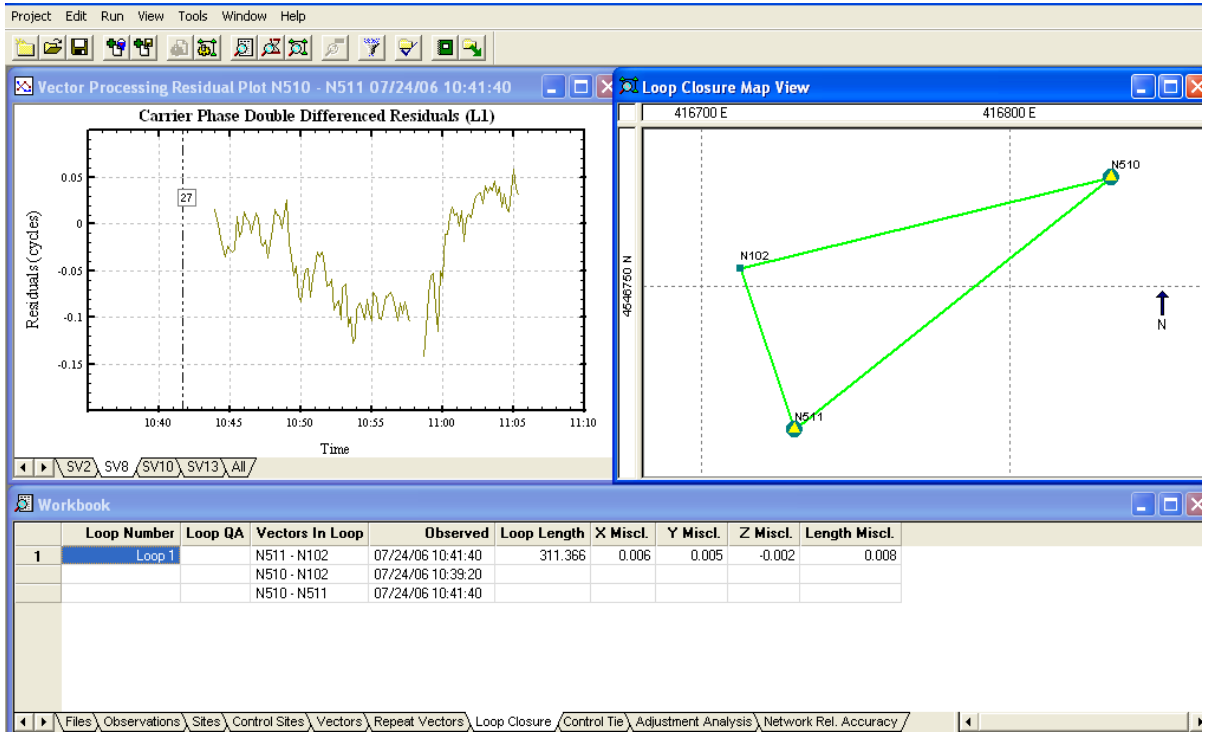 Project Edit Run View Tools Window Help
Vector Processing Residual Plot N510 - N511 07/24/06 10:41:40
Carrier Phase Double Differenced Residuals (L1)
0.05
0
-0.05
-0.1
-0.15
Residuals (cycles)
27
10:40 10:45 10:50 10:55 11:00 11:05 11:10
Time
SV2 SV8 SV10 SV13 All
Loop Closure Map View
416700 E 416800 E
4546750 N
N510
N102
N511
N
Workbook
Loop Number Loop QA Vectors In Loop Observed Loop Length X Miscl. Y Miscl. Z Miscl. Length Miscl.
1 Loop 1 N511 - N102 07/24/06 10:41:40 311.366 0.006 0.005 -0.002 0.008
N510 - N102 07/24/06 10:39:20
N510 - N511 07/24/06 10:41:40
Files Observations Sites Control Sites Vectors Repeat Vectors Loop Closure Control Tie Adjustment Analysis Network Rel. Accuracy